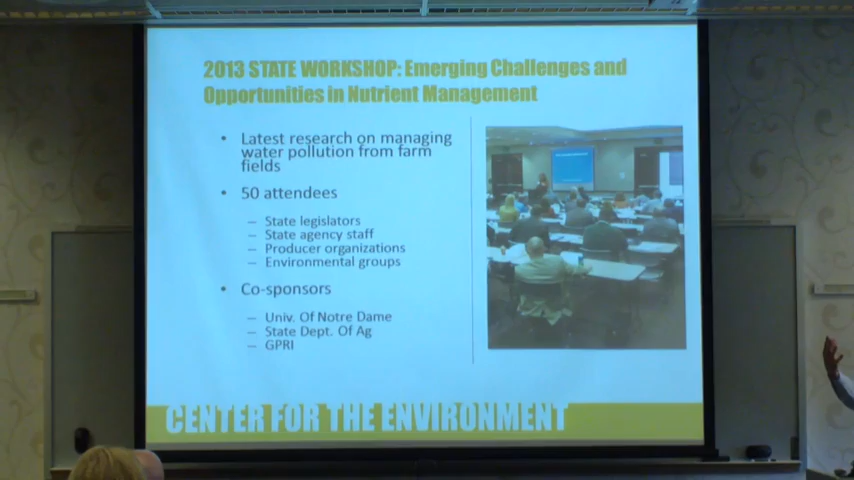 2013 STATE WORKSHOP: Emerging Challenges and
Opportunities in Nutrient Management
• Latest research on managing
water pollution from farm
fields
• 50 attendees
– State legislators
– State agency staff
– Producer organizations
– Environmental groups
• Co-sponsors
– Univ. Of Notre Dame
– State Dept. Of Ag
– GPRI
CENTER FOR THE ENVIRONMENT